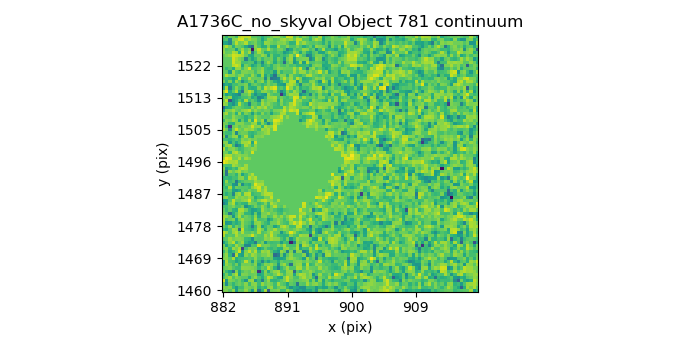 A1736C_no_skyval Object 781 continuum
1522
1513
1505
1496
1487
1478
1469
1460
882 891 900 909
y (pix)
x (pix)